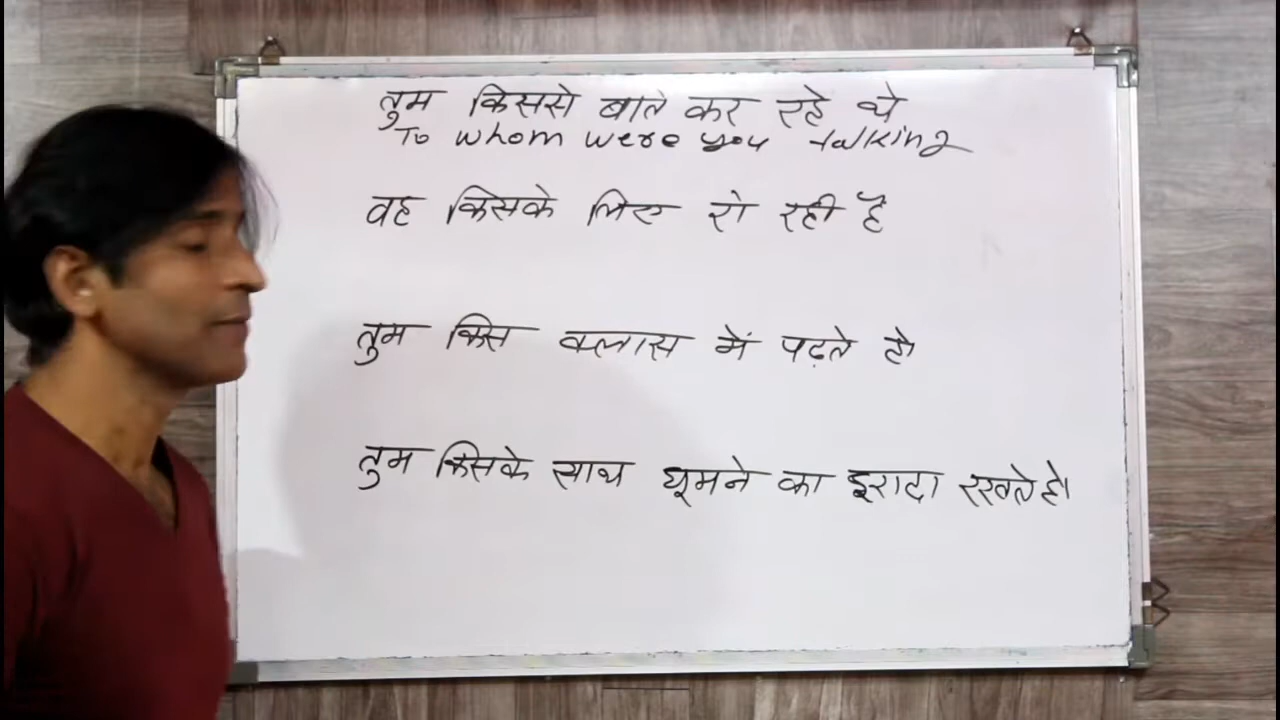 तुम किससे बाते कर रहे थे
To whom were you talking
वह किसके लिए रो रही है
तुम किस क्लास में पढ़ते हो
तुम किसके साथ घूमने का इरादा रखते हो।